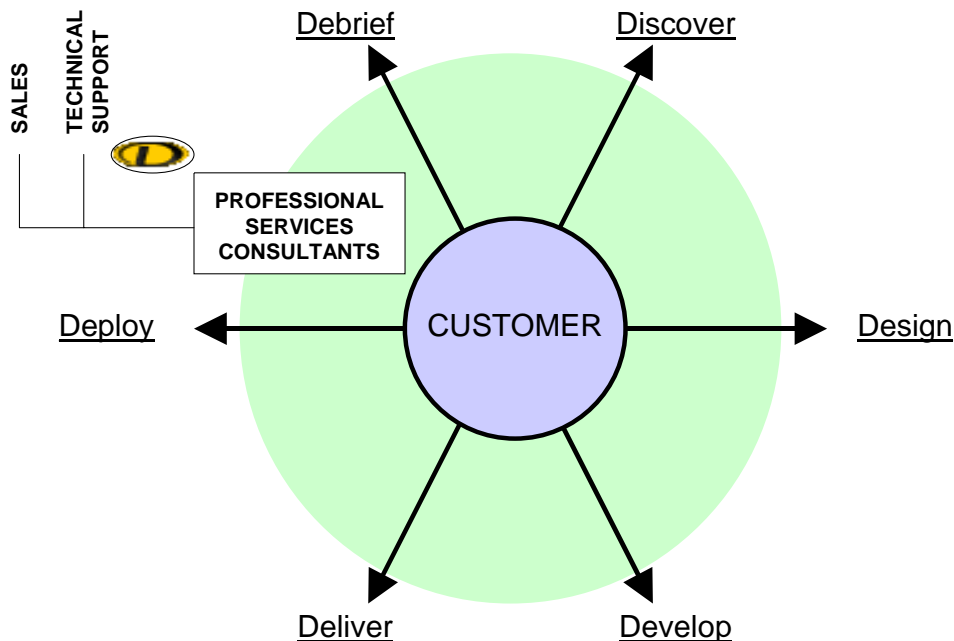 Debrief
Discover
SALES
TECHNICAL
SUPPORT
PROFESSIONAL
SERVICES
CONSULTANTS
Deploy
CUSTOMER
Design
Deliver
Develop